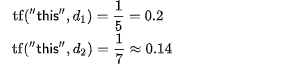 tf("this", d₁) = 1/5 = 0.2
tf("this", d₂) = 1/7 ≈ 0.14